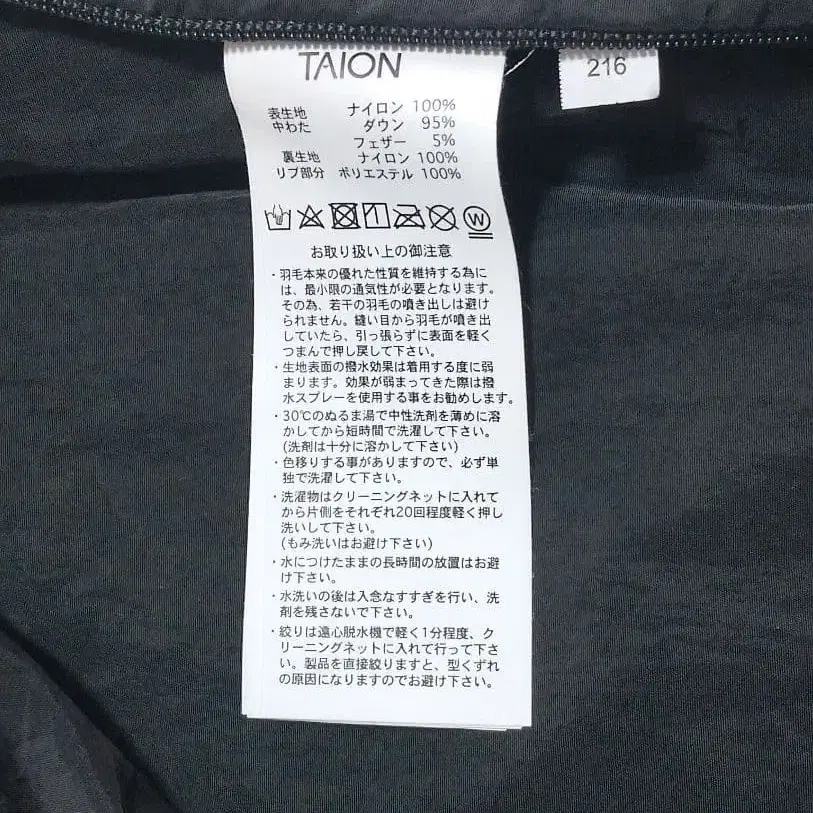 TAION
216
表生地 ナイロン 100%
中わた ダウン 95%
フェザー 5%
裏生地 ナイロン 100%
リブ部分 ポリエステル 100%
W
お取り扱い上の御注意
・羽毛本来の優れた性質を維持する為に
は、最小限の通気性が必要となります。
その為、若干の羽毛の噴き出しは避け
られません。縫い目から羽毛が噴き出
していたら、引っ張らずに表面を軽く
つまんで押し戻して下さい。
・生地表面の撥水効果は着用する度に弱
まります。効果が弱まってきた際は撥
水スプレーを使用する事をお勧めします。
・30℃のぬるま湯で中性洗剤を薄めに溶
かしてから短時間で洗濯して下さい。
(洗剤は十分に溶かして下さい)
・色移りする事がありますので、必ず単
独で洗濯して下さい。
・洗濯物はクリーニングネットに入れて
から片側をそれぞれ20回程度軽く押し
洗いして下さい。
(もみ洗いはお避け下さい)
・水につけたままの長時間の放置はお避
け下さい。
・水洗いの後は入念なすすぎを行い、洗
剤を残さないで下さい。
・絞りは遠心脱水機で軽く1分程度、ク
リーニングネットに入れて行って下さ
い。製品を直接絞りますと、型くずれ
の原因になりますのでお避け下さい。